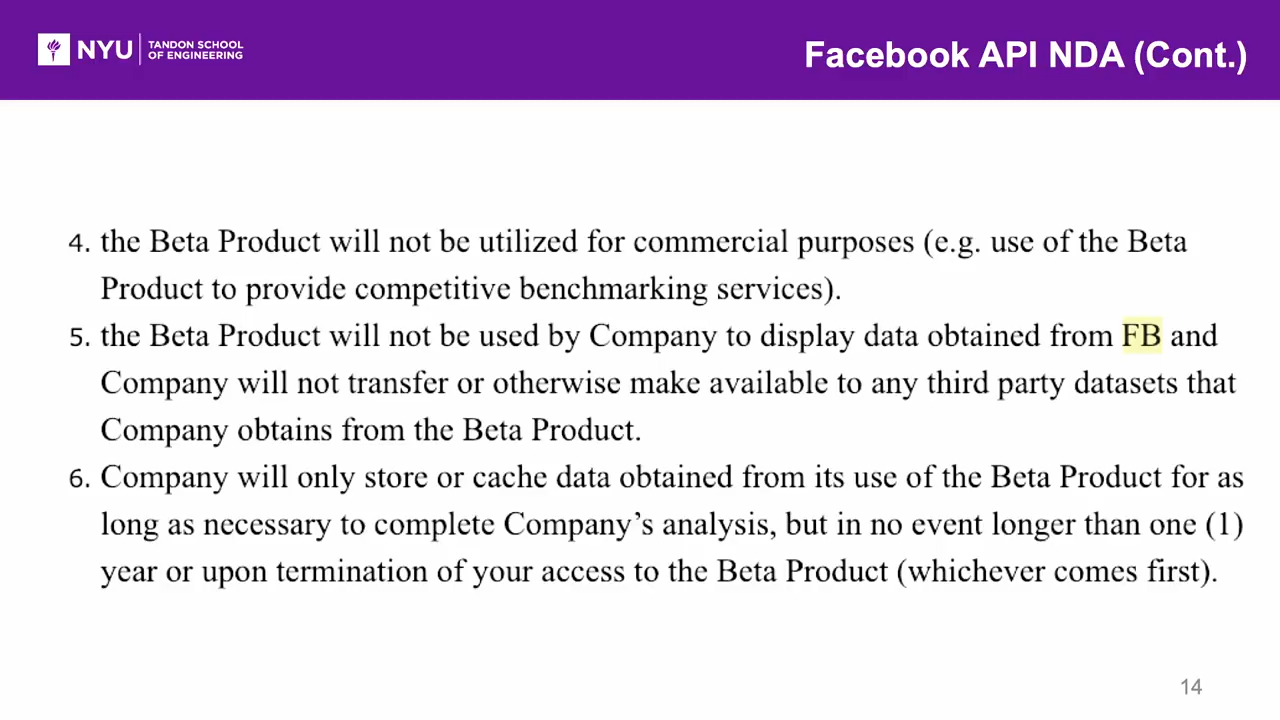 NYU
TANDON SCHOOL
OF ENGINEERING
Facebook API NDA (Cont.)
4. the Beta Product will not be utilized for commercial purposes (e.g. use of the Beta
Product to provide competitive benchmarking services).
5. the Beta Product will not be used by Company to display data obtained from FB and
Company will not transfer or otherwise make available to any third party datasets that
Company obtains from the Beta Product.
6. Company will only store or cache data obtained from its use of the Beta Product for as
long as necessary to complete Company’s analysis, but in no event longer than one (1)
year or upon termination of your access to the Beta Product (whichever comes first).
14